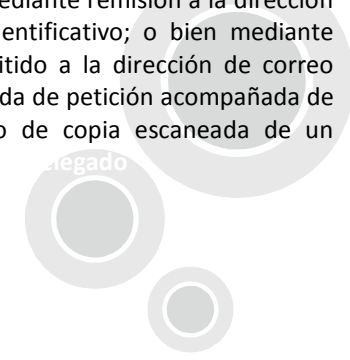 mediante remisión a la dirección
entificativo; o bien mediante
itido a la dirección de correo
da de petición acompañada de
o de copia escaneada de un
elegado